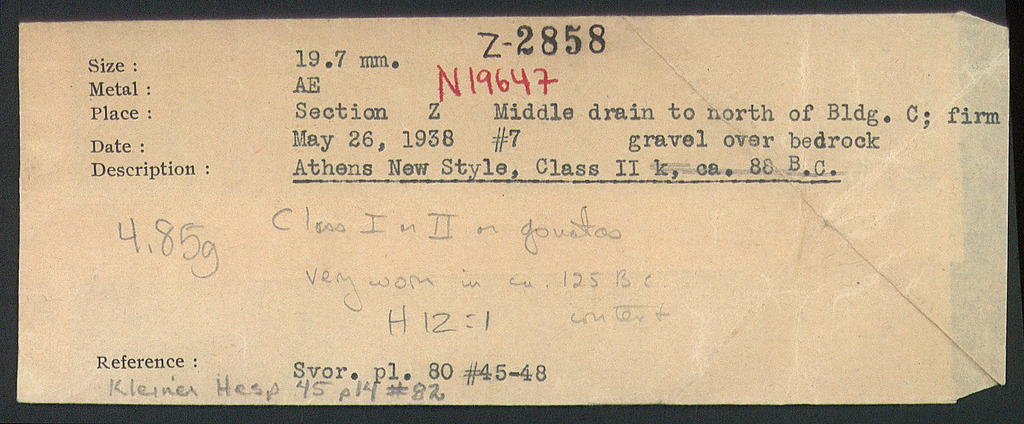 Z-2858
Size : 19.7 mm.
Metal : AE N19647
Place : Section Z Middle drain to north of Bldg. C; firm
Date : May 26, 1938 #7 gravel over bedrock
Description : Athens New Style, Class II k, ca. 88 B.C.
4.85g Class I or II on gonatas
very worn in ca. 125 B C.
H 12:1 context
Reference : Svor. pl. 80 #45-48
Kleiner Hesp 45 p14 #82